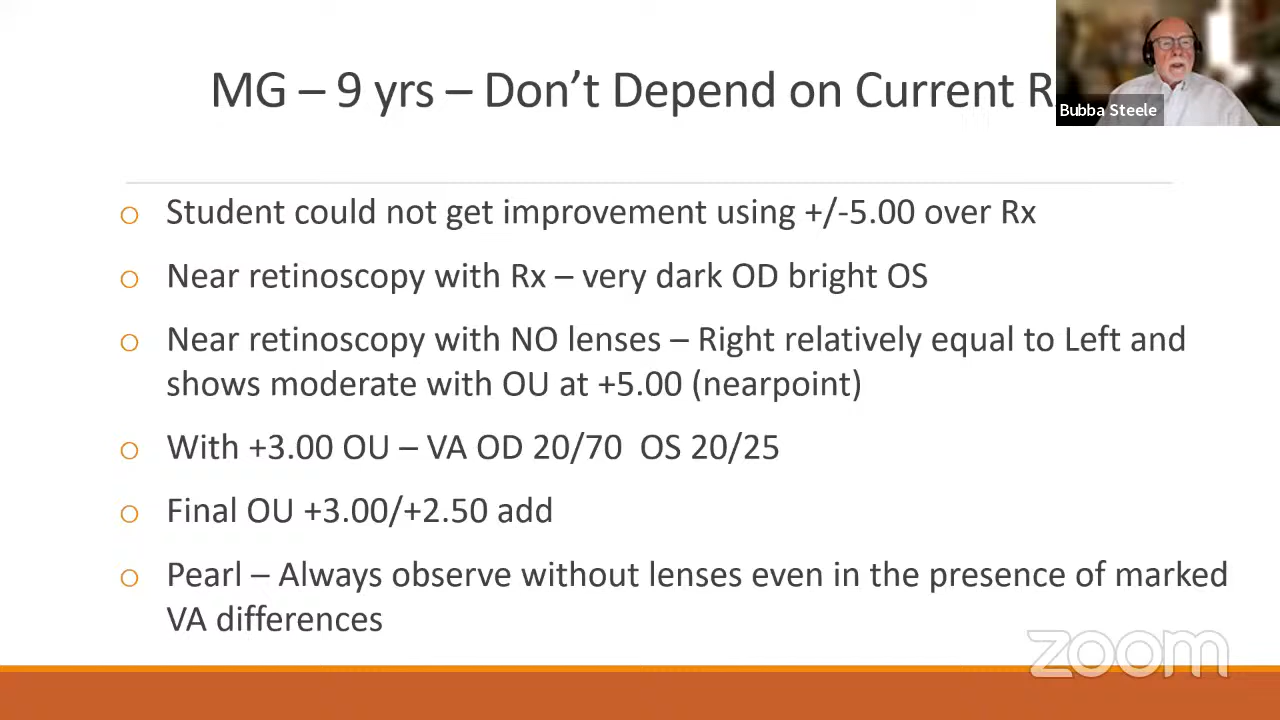 MG – 9 yrs – Don’t Depend on Current
Bubba Steele
o Student could not get improvement using +/-5.00 over Rx
o Near retinoscopy with Rx – very dark OD bright OS
o Near retinoscopy with NO lenses – Right relatively equal to Left and
shows moderate with OU at +5.00 (nearpoint)
o With +3.00 OU – VA OD 20/70 OS 20/25
o Final OU +3.00/+2.50 add
o Pearl – Always observe without lenses even in the presence of marked
VA differences
zoom